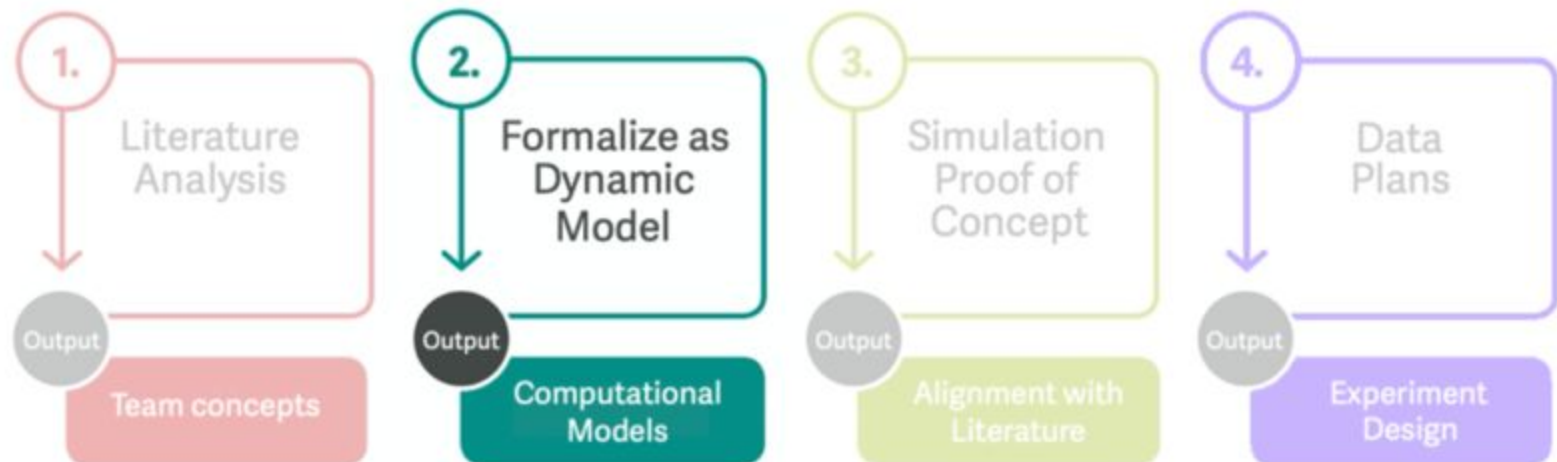 1.
Literature
Analysis
Output
Team concepts
2.
Formalize as
Dynamic
Model
Output
Computational
Models
3.
Simulation
Proof of
Concept
Output
Alignment with
Literature
4.
Data
Plans
Output
Experiment
Design